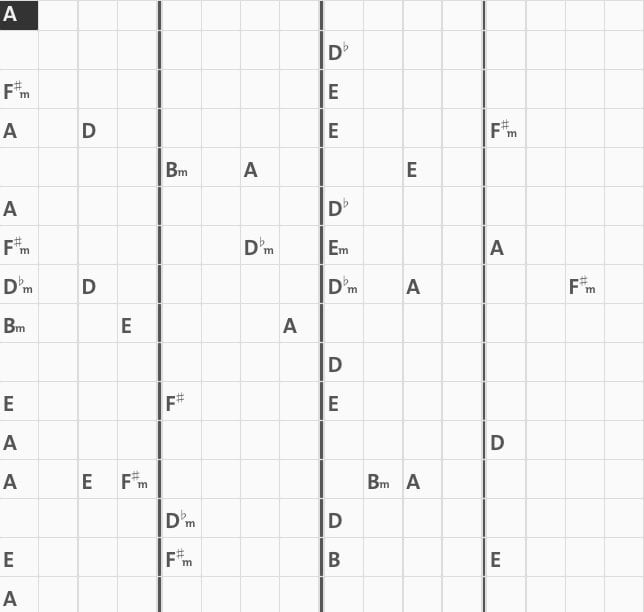 A
D♭
F♯m E
A D E F♯m
Bm A E
A D♭
F♯m D♭m Em A
D♭m D D♭m A F♯m
Bm E A
D
E F♯ E
A D
A E F♯m Bm A
D♭m D
E F♯m B E
A